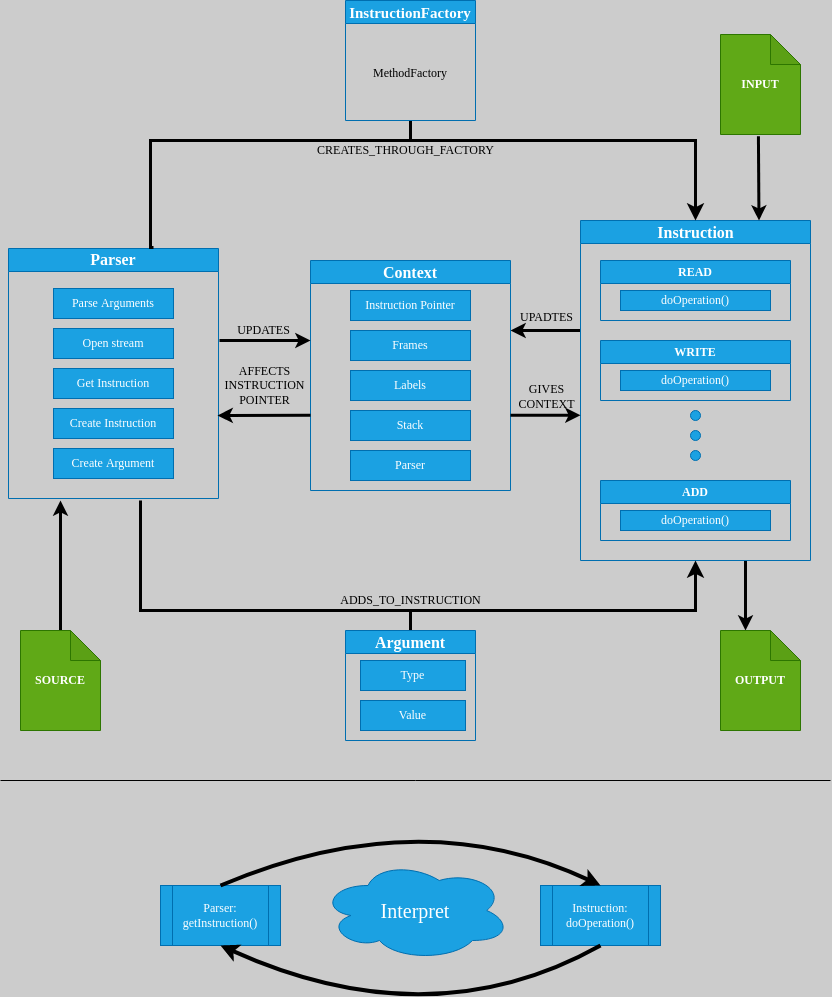 InstructionFactory
MethodFactory
INPUT
CREATES_THROUGH_FACTORY
Parser
Parse Arguments
Open stream
Get Instruction
Create Instruction
Create Argument
UPDATES
AFFECTS
INSTRUCTION
POINTER
Context
Instruction Pointer
Frames
Labels
Stack
Parser
UPADTES
GIVES
CONTEXT
Instruction
READ
doOperation()
WRITE
doOperation()
ADD
doOperation()
ADDS_TO_INSTRUCTION
SOURCE
Argument
Type
Value
OUTPUT
Parser:
getInstruction()
Interpret
Instruction:
doOperation()